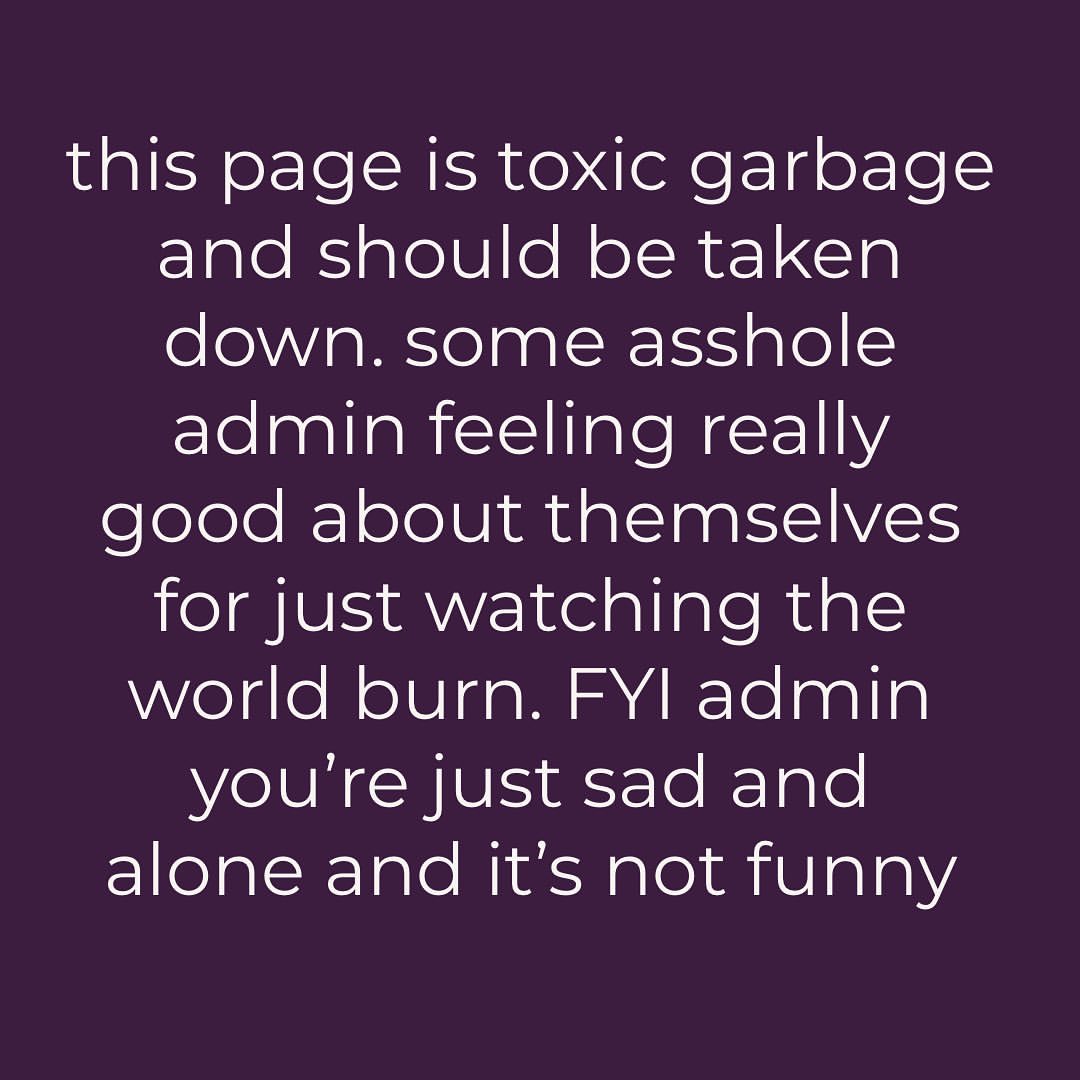 this page is toxic garbage
and should be taken
down. some asshole
admin feeling really
good about themselves
for just watching the
world burn. FYI admin
you’re just sad and
alone and it’s not funny